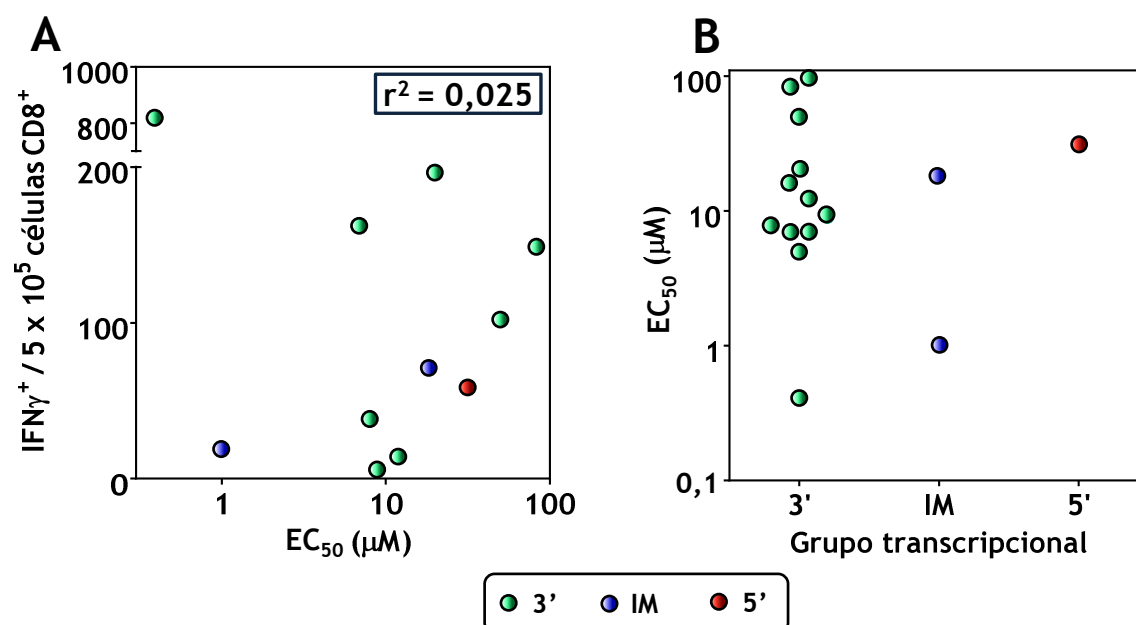 A
IFNγ⁺ / 5 x 10⁵ células CD8⁺
1000
800
200
100
0
r² = 0,025
1 10 100
EC₅₀ (μM)
B
EC₅₀ (μM)
100
10
1
0,1
3' IM 5'
Grupo transcripcional
3’ IM 5’